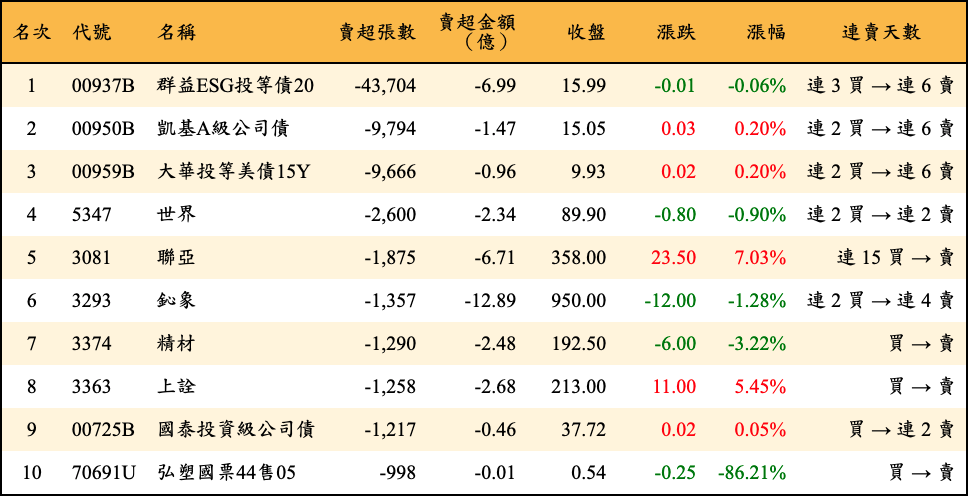 名次 代號 名稱 賣超張數 賣超金額（億） 收盤 漲跌 漲幅 連賣天數
1 00937B 群益ESG投等債20 -43,704 -6.99 15.99 -0.01 -0.06% 連 3 買 → 連 6 賣
2 00950B 凱基A級公司債 -9,794 -1.47 15.05 0.03 0.20% 連 2 買 → 連 6 賣
3 00959B 大華投等美債15Y -9,666 -0.96 9.93 0.02 0.20% 連 2 買 → 連 6 賣
4 5347 世界 -2,600 -2.34 89.90 -0.80 -0.90% 連 2 買 → 連 2 賣
5 3081 聯亞 -1,875 -6.71 358.00 23.50 7.03% 連 15 買 → 賣
6 3293 鈊象 -1,357 -12.89 950.00 -12.00 -1.28% 連 2 買 → 連 4 賣
7 3374 精材 -1,290 -2.48 192.50 -6.00 -3.22% 買 → 賣
8 3363 上詮 -1,258 -2.68 213.00 11.00 5.45% 買 → 賣
9 00725B 國泰投資級公司債 -1,217 -0.46 37.72 0.02 0.05% 買 → 連 2 賣
10 70691U 弘塑國票44售05 -998 -0.01 0.54 -0.25 -86.21% 買 → 賣